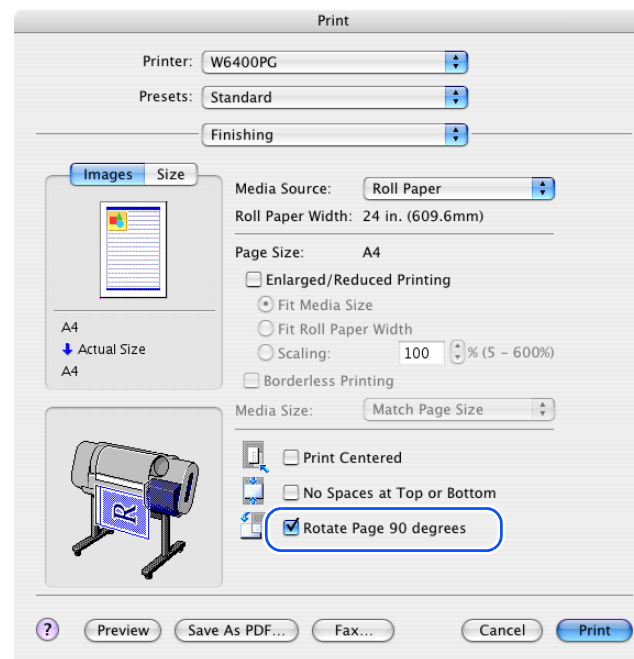 Print
Printer: W6400PG
Presets: Standard
Finishing
Images Size
Media Source: Roll Paper
Roll Paper Width: 24 in. (609.6mm)
Page Size: A4
Enlarged/Reduced Printing
Fit Media Size
Fit Roll Paper Width
Scaling: 100 % (5 - 600%)
Borderless Printing
Media Size: Match Page Size
A4
Actual Size
A4
R
Print Centered
No Spaces at Top or Bottom
Rotate Page 90 degrees
? Preview Save As PDF... Fax... Cancel Print